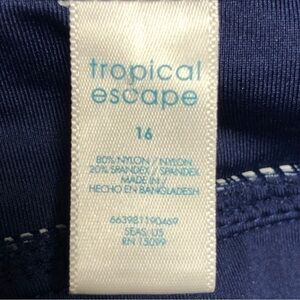 tropical
escape
16
80% NYLON / NYLON
20% SPANDEX / SPANDEX
MADE IN /
HECHO EN BANGLADESH
663981190469
SEAS, US
RN 15099